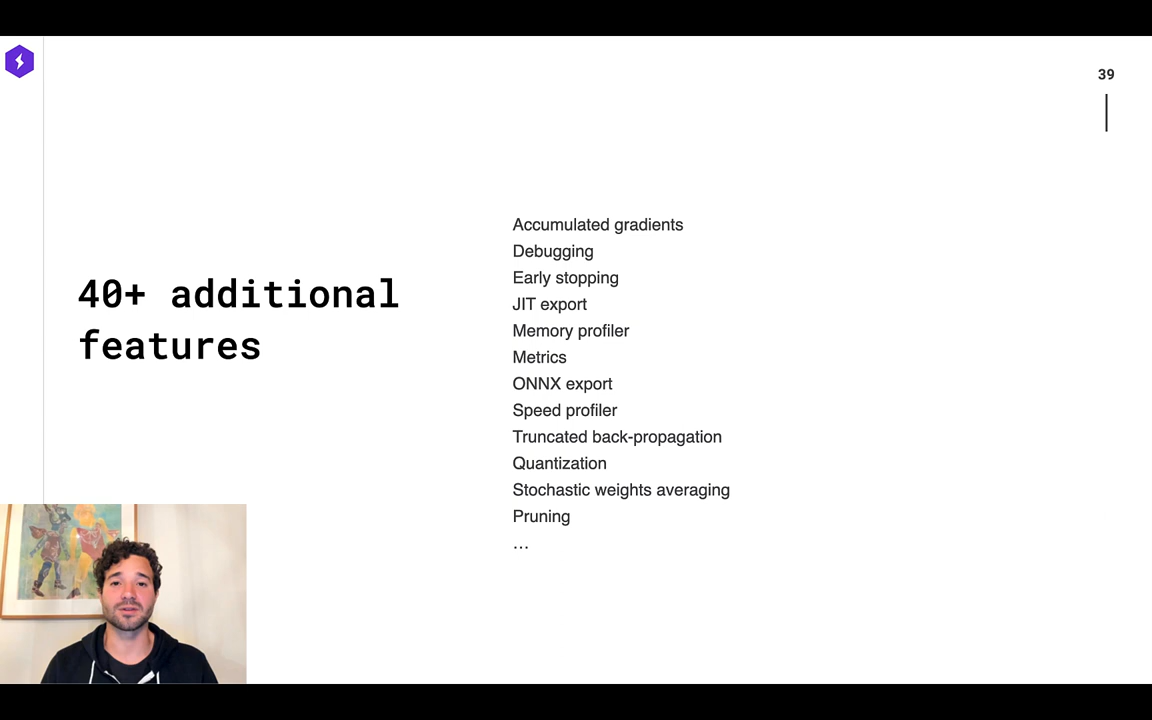 39
40+ additional
features
Accumulated gradients
Debugging
Early stopping
JIT export
Memory profiler
Metrics
ONNX export
Speed profiler
Truncated back-propagation
Quantization
Stochastic weights averaging
Pruning
…